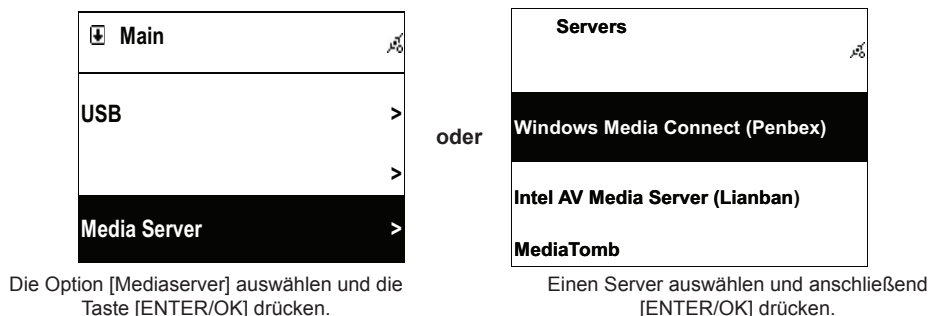 Main
USB >
>
Media Server >
oder
Servers
Windows Media Connect (Penbex)
Intel AV Media Server (Lianban)
MediaTomb
Die Option [Mediaserver] auswählen und die
Taste [ENTER/OK] drücken.
Einen Server auswählen und anschließend
[ENTER/OK] drücken.